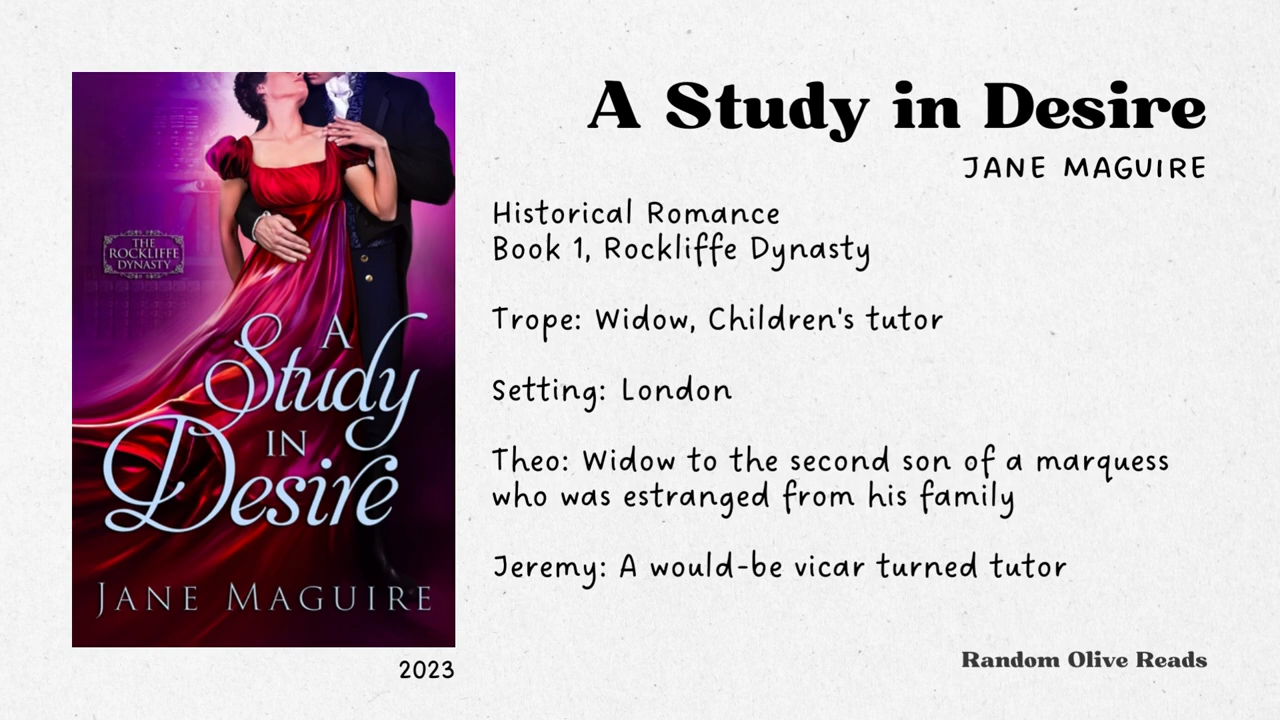 THE
ROCKLIFFE
DYNASTY
A
Study
IN
Desire
JANE MAGUIRE
2023
A Study in Desire
JANE MAGUIRE
Historical Romance
Book 1, Rockliffe Dynasty
Trope: Widow, Children's tutor
Setting: London
Theo: Widow to the second son of a marquess
who was estranged from his family
Jeremy: A would-be vicar turned tutor
Random Olive Reads